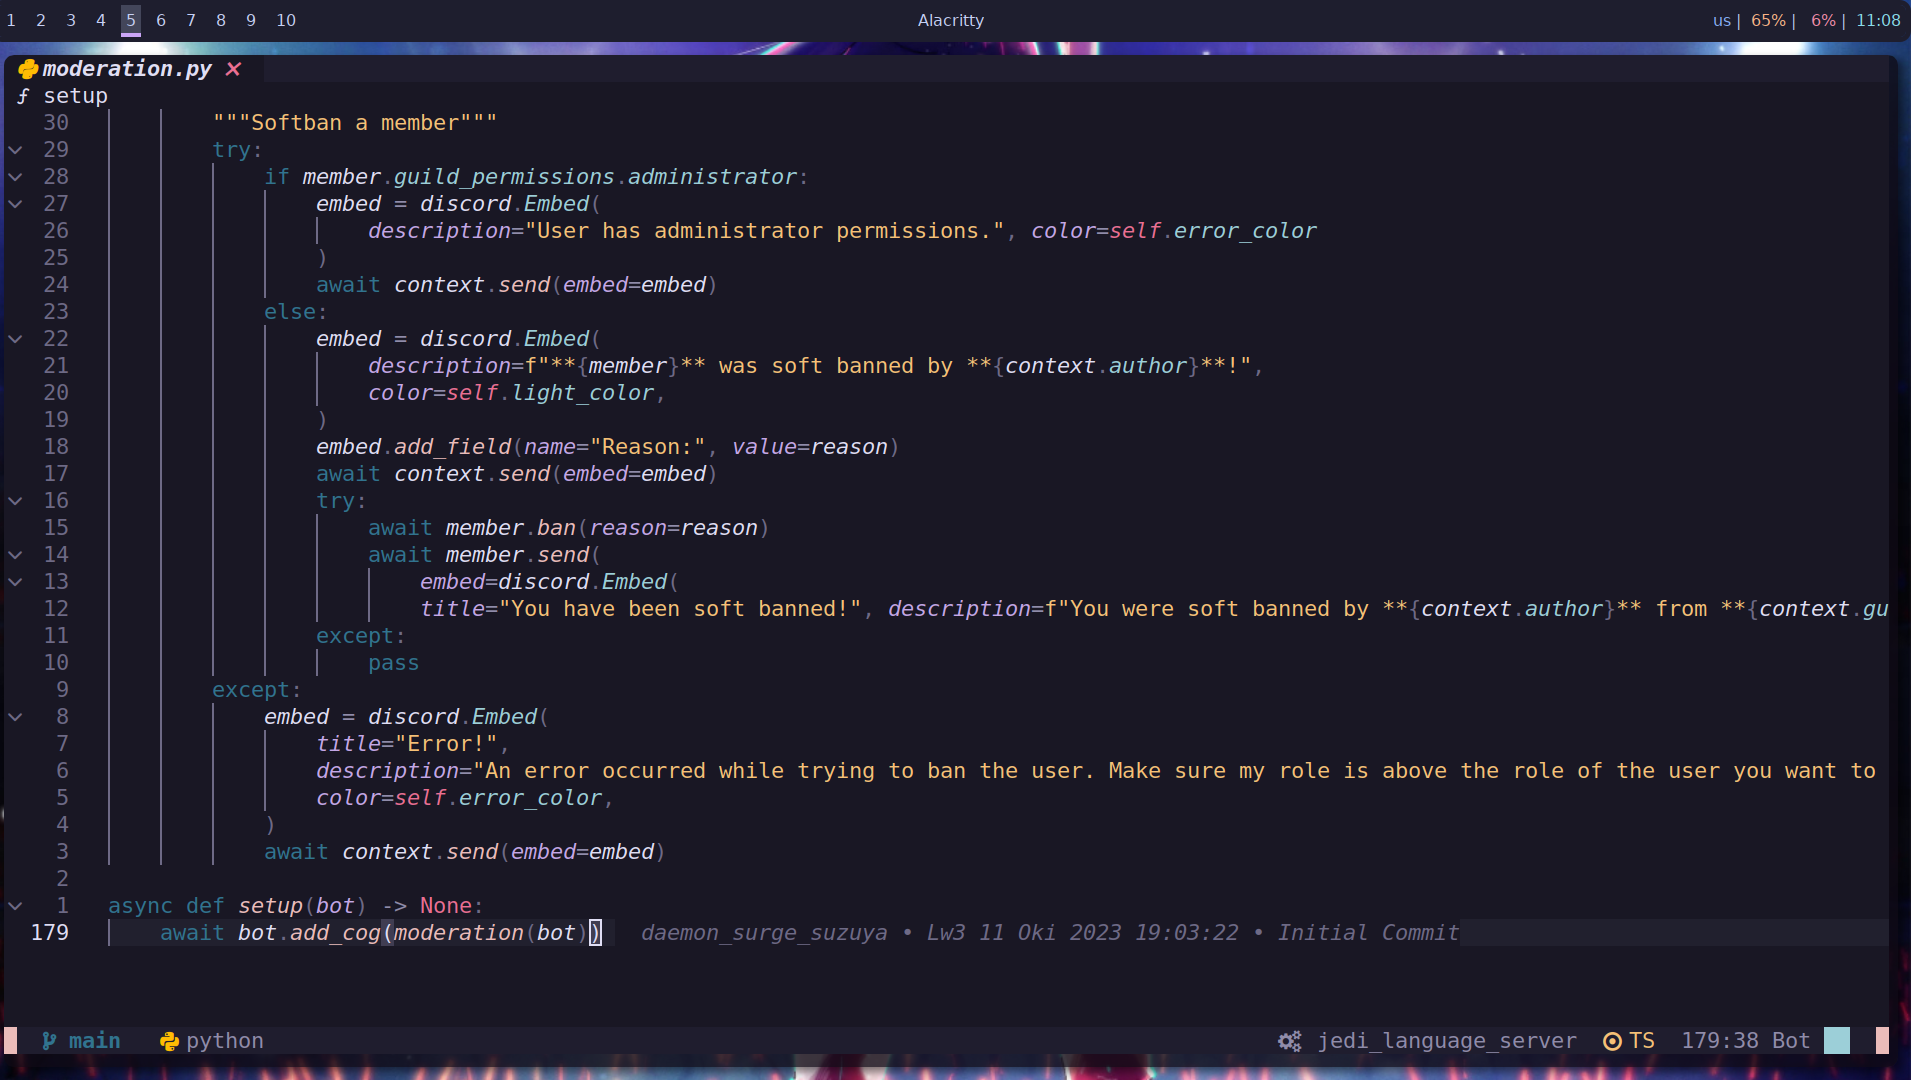 1 2 3 4 5 6 7 8 9 10 Alacritty us | 65% | 6% | 11:08
moderation.py ×
ƒ setup
30 """Softban a member"""
29 try:
28 if member.guild_permissions.administrator:
27 embed = discord.Embed(
26 description="User has administrator permissions.", color=self.error_color
25 )
24 await context.send(embed=embed)
23 else:
22 embed = discord.Embed(
21 description=f"**{member}** was soft banned by **{context.author}**!",
20 color=self.light_color,
19 )
18 embed.add_field(name="Reason:", value=reason)
17 await context.send(embed=embed)
16 try:
15 await member.ban(reason=reason)
14 await member.send(
13 embed=discord.Embed(
12 title="You have been soft banned!", description=f"You were soft banned by **{context.author}** from **{context.gu
11 except:
10 pass
9 except:
8 embed = discord.Embed(
7 title="Error!",
6 description="An error occurred while trying to ban the user. Make sure my role is above the role of the user you want to
5 color=self.error_color,
4 )
3 await context.send(embed=embed)
2
1 async def setup(bot) -> None:
179 await bot.add_cog(moderation(bot)) daemon_surge_suzuya • Lw3 11 Oki 2023 19:03:22 • Initial Commit
main python jedi_language_server TS 179:38 Bot